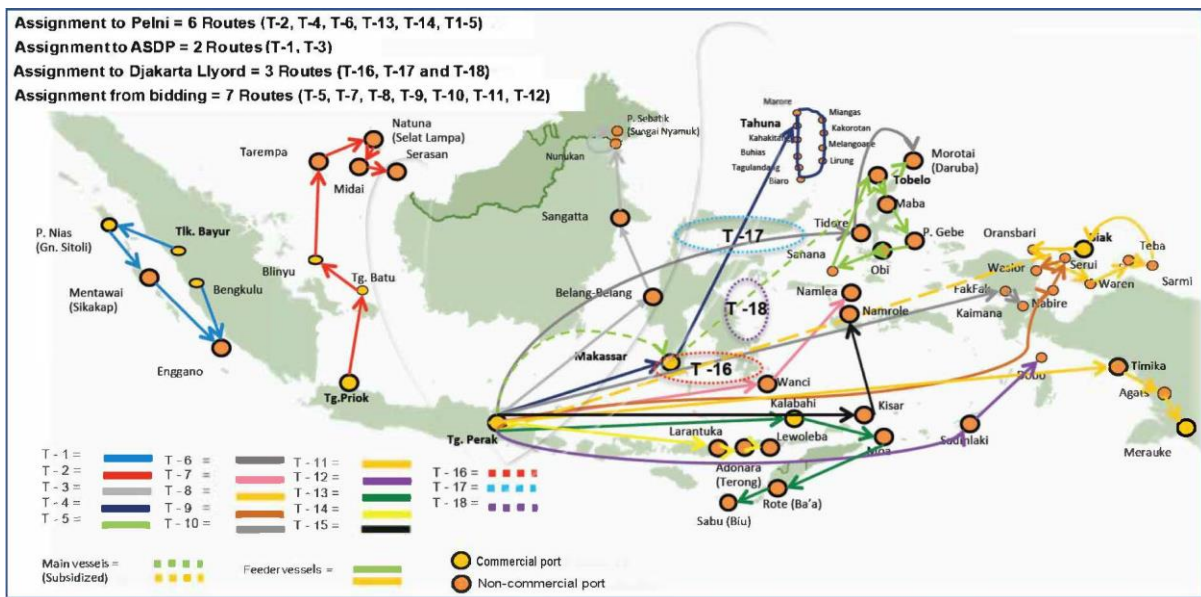 Assignment to Pelni = 6 Routes (T-2, T-4, T-6, T-13, T-14, T1-5)
Assignment to ASDP = 2 Routes (T-1, T-3)
Assignment to Djakarta Llyord = 3 Routes (T-16, T-17 and T-18)
Assignment from bidding = 7 Routes (T-5, T-7, T-8, T-9, T-10, T-11, T-12)
Natuna
(Selat Lampa)
Tarempa
Serasan
Midai
P. Sebatik
(Sungai Nyamuk)
Nunukan
Marore
Miangas
Tahuna
Kakorotan
Kahakitang
Melangoane
Buhias
Lirung
Tagulandang
Biaro
Morotai
(Daruba)
Tobelo
Maba
P. Nias
(Gn. Sitoli)
Tlk. Bayur
Sangatta
T -17
Tidore
P. Gebe
Oransbari
Biak
Teba
Sanana
Obi
Wasior
Serui
Blinyu
Tg. Batu
Mentawai
(Sikakap)
Bengkulu
Belang-Belang
Namlea
FakFak
Waren
Sarmi
Nabire
Kaimana
T -18
Namrole
Enggano
Makassar
T -16
Wanci
Timika
Tg.Priok
Kalabahi
Kisar
Agats
Tg. Perak
Larantuka
Lewoleba
Moa
Merauke
Adonara
(Terong)
Rote (Ba'a)
Sabu (Biu)
T - 1 =
T - 2 =
T - 3 =
T - 4 =
T - 5 =
T - 6 =
T - 7 =
T - 8 =
T - 9 =
T - 10 =
T - 11 =
T - 12 =
T - 13 =
T - 14 =
T - 15 =
T - 16 =
T - 17 =
T - 18 =
Main vessels =
(Subsidized)
Feeder vessels =
Commercial port
Non-commercial port